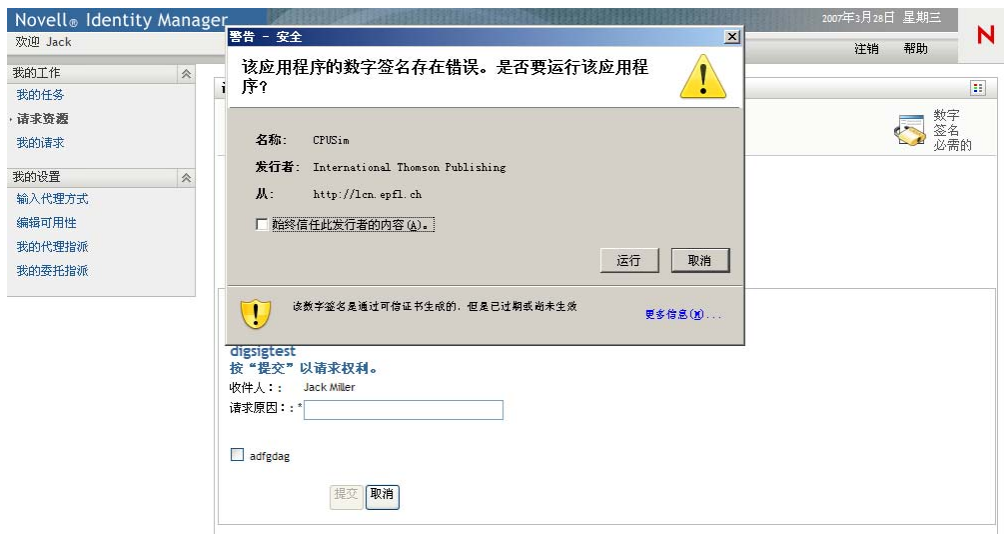 Novell® Identity Manager
2007年3月28日 星期三
欢迎 Jack
注销 帮助
N
我的工作
我的任务
请求资源
我的请求
我的设置
输入代理方式
编辑可用性
我的代理指派
我的委托指派
警告 - 安全
该应用程序的数字签名存在错误。是否要运行该应用程
序?
名称: CPUSim
发行者: International Thomson Publishing
从: http://lcn.epfl.ch
始终信任此发行者的内容(A)。
运行 取消
该数字签名是通过可信证书生成的, 但是已过期或尚未生效
更多信息(M)...
数字
签名
必需的
digsigtest
按“提交”以请求权利。
收件人:: Jack Miller
请求原因::*
adfgdag
提交 取消